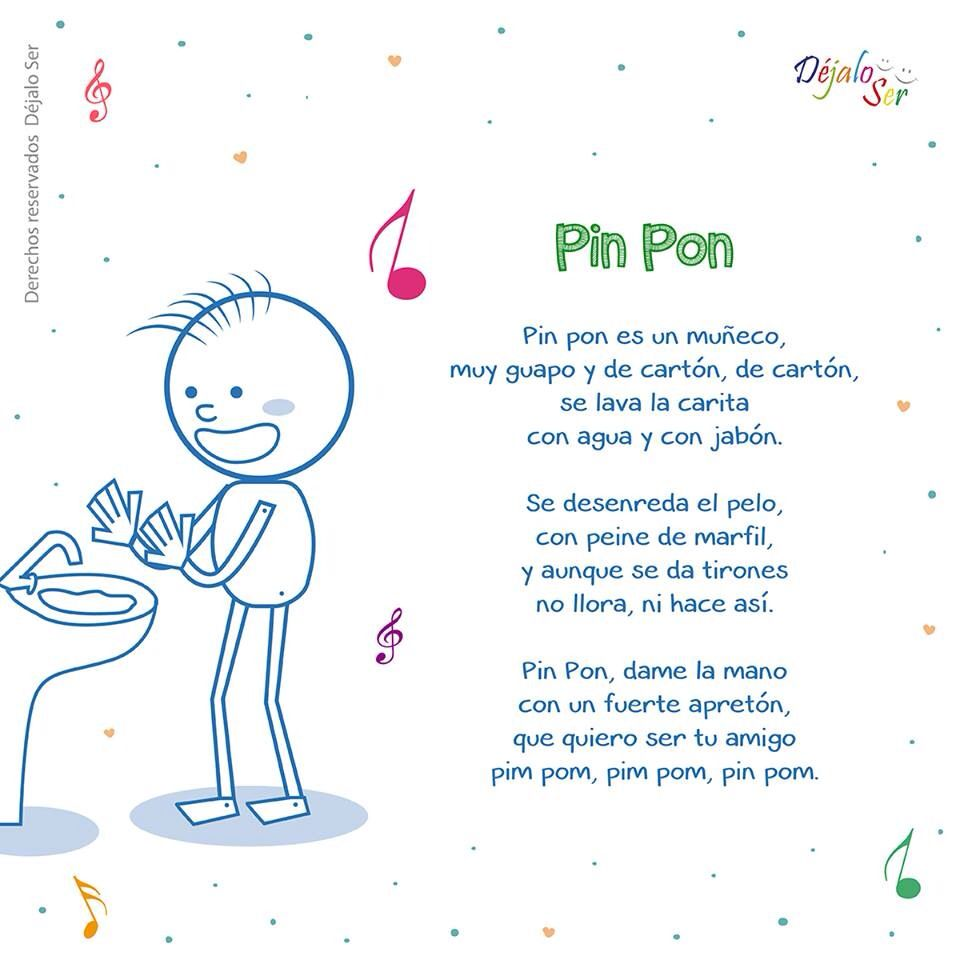 Derechos reservados Déjalo Ser
Déjalo
Ser
Pin Pon
Pin pon es un muñeco,
muy guapo y de cartón, de cartón,
se lava la carita
con agua y con jabón.
Se desenreda el pelo,
con peine de marfil,
y aunque se da tirones
no llora, ni hace así.
Pin Pon, dame la mano
con un fuerte apretón,
que quiero ser tu amigo
pim pom, pim pom, pin pom.